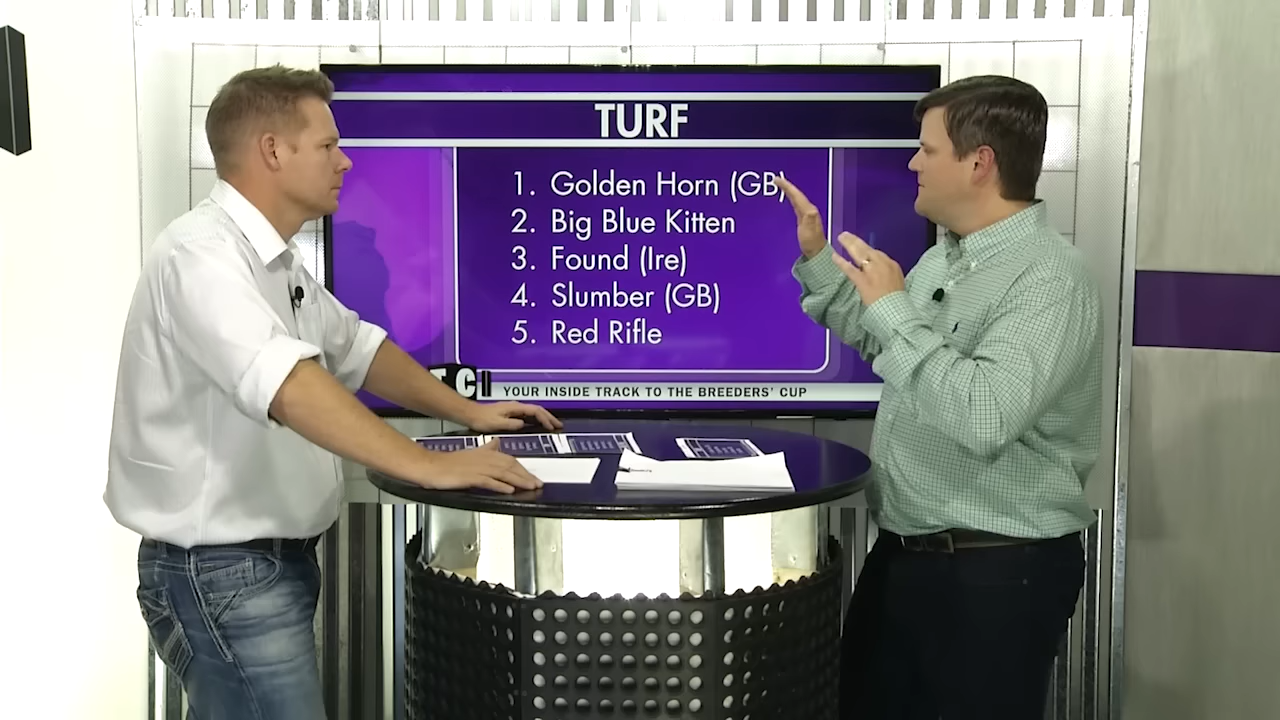 TURF
1. Golden Horn (GB)
2. Big Blue Kitten
3. Found (Ire)
4. Slumber (GB)
5. Red Rifle
YOUR INSIDE TRACK TO THE BREEDERS' CUP